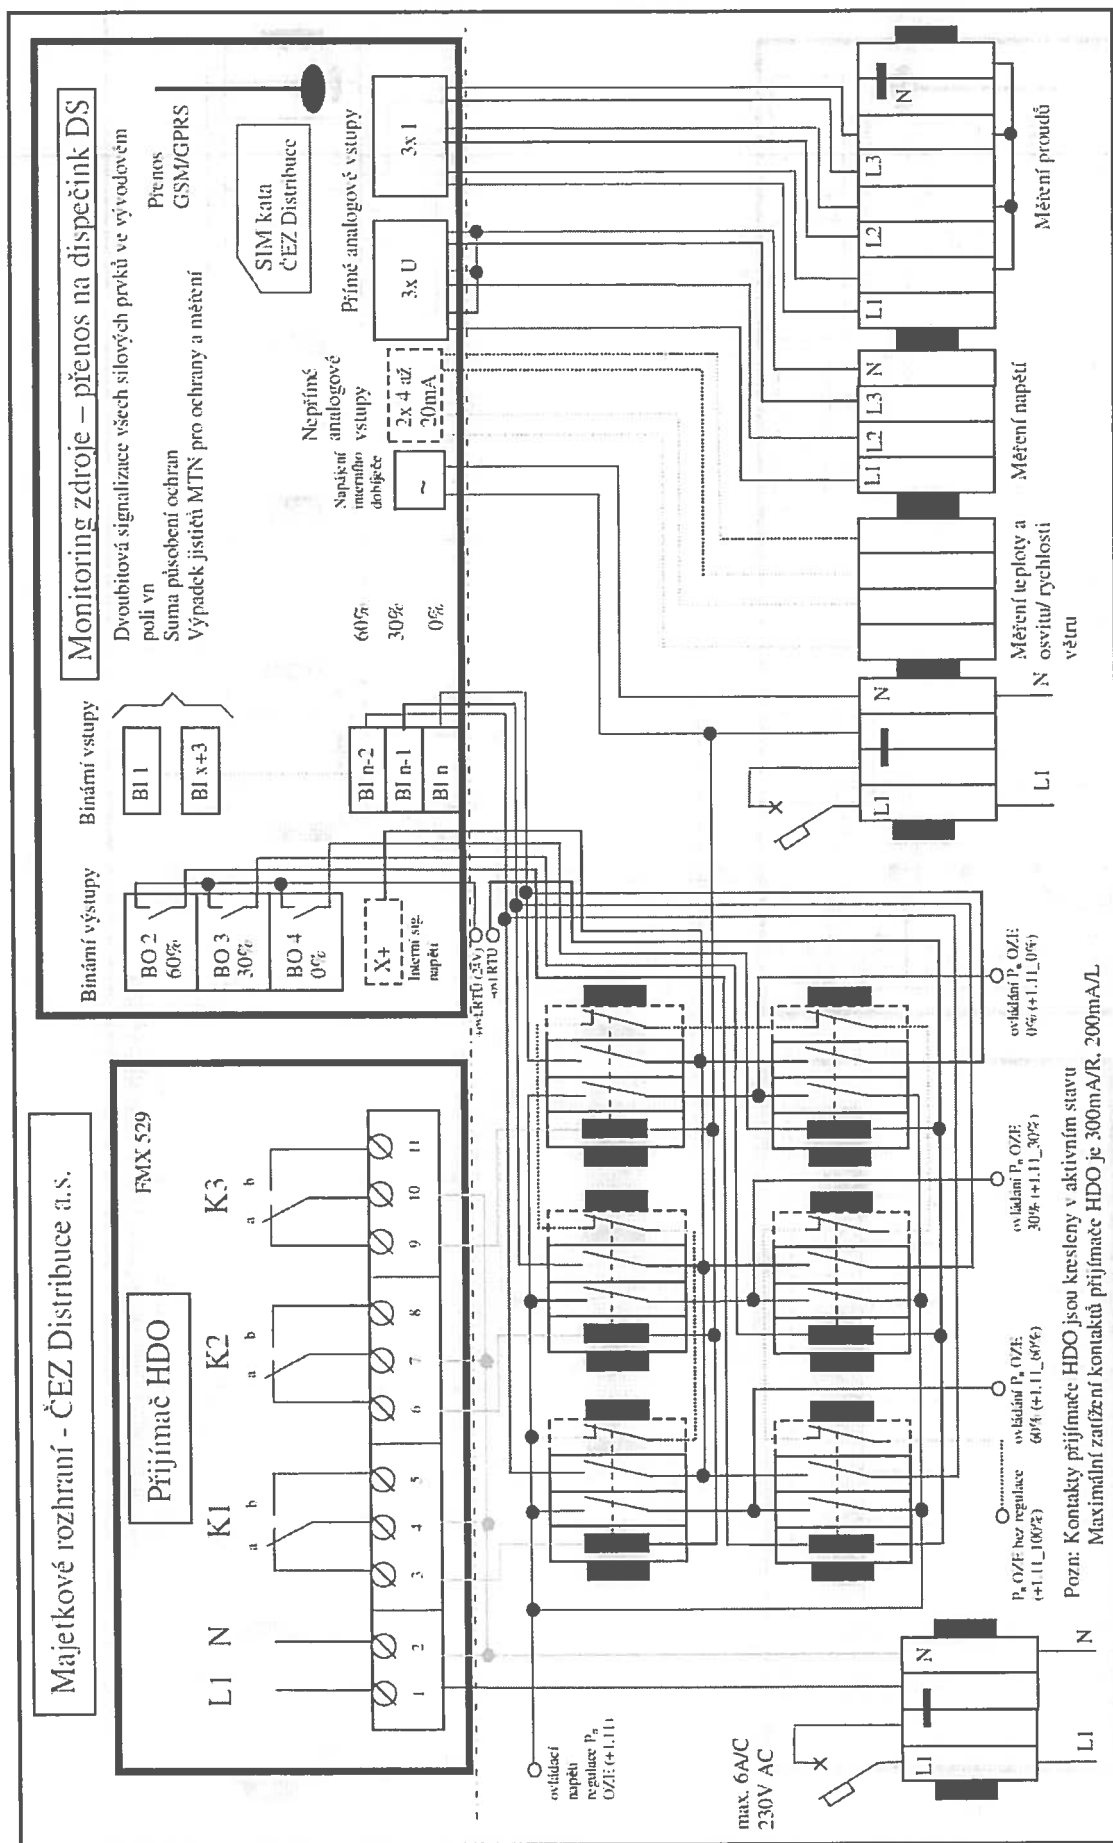 Majetkové rozhraní - ČEZ Distribuce a.s.
Přijímač HDO
FMX 529
L1 N
K1
K2
K3
a b
a b
a b
1 2 3 4 5 6 7 8 9 10 11
Monitoring zdroje – přenos na dispečink DS
Binární výstupy
Binární vstupy
BO 2
60%
BO 3
30%
BO 4
0%
X+
Interní sig.
napětí
BI 1
BI x+3
BI n-2
BI n-1
BI n
60%
30%
0%
Dvoubitová signalizace všech silových prvků ve vývodovém
poli vn
Suma působení ochran
Výpadek jističů MTN pro ochrany a měření
Přenos
GSM/GPRS
SIM kata
ČEZ Distribuce
Napájení
interního
dobíječe
~
Nepřímé
analogové
vstupy
2x 4 až
20mA
Přímé analogové vstupy
3x U
3x I
+ovl.RTU (24V)
-ovl RTU
ovládací
napětí
regulace Pn
OZE (+1.11)
max. 6A/C
230V AC
L1
N
L1
N
Pn OZE bez regulace
(+1.11_100%)
ovládání Pn OZE
60% (+1.11_60%)
ovládání Pn OZE
30% (+1.11_30%)
ovládání Pn OZE
0% (+1.11_0%)
Pozn: Kontakty přijímače HDO jsou kresleny v aktivním stavu
Maximální zatížení kontaktů přijímače HDO je 300mA/R, 200mA/L
L1
N
L1
N
Měření teploty a
osvitu/ rychlosti
větru
L1 L2 L3 N
Měření napětí
L1 L2 L3 N
Měření proudů